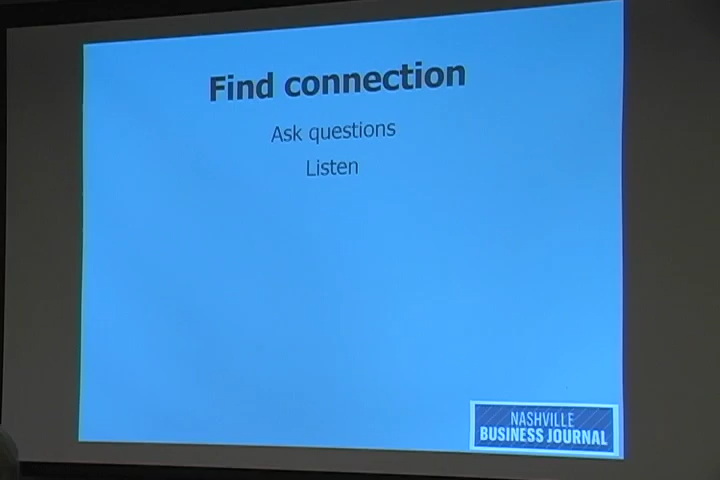 Find connection
Ask questions
Listen
NASHVILLE
BUSINESS JOURNAL